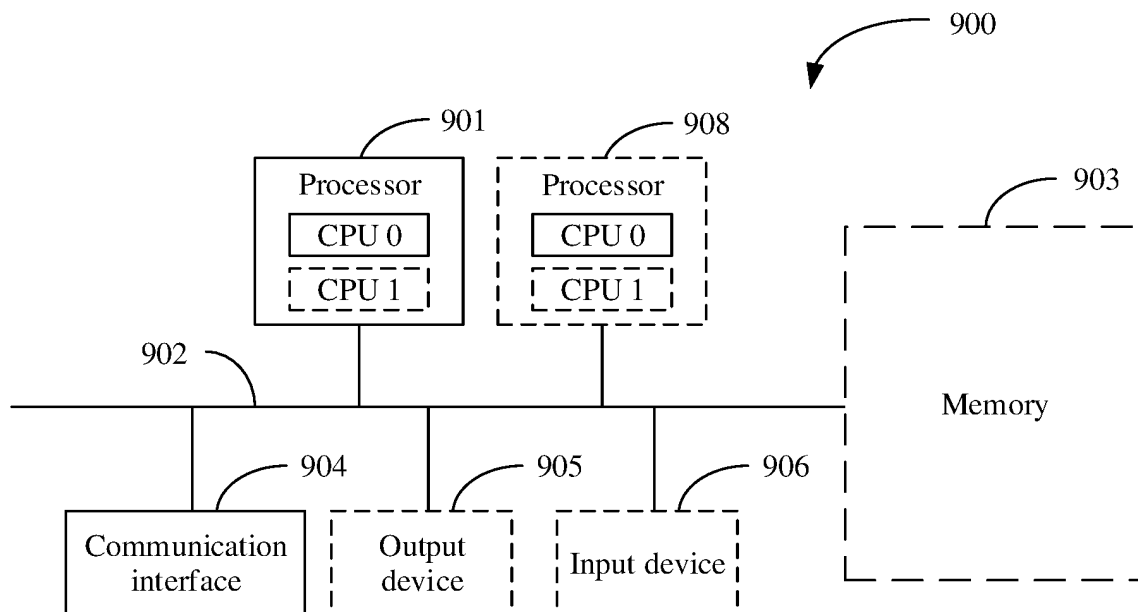 900
901
908
903
Processor
CPU 0
CPU 1
Processor
CPU 0
CPU 1
902
Memory
904
905
906
Communication
interface
Output
device
Input device